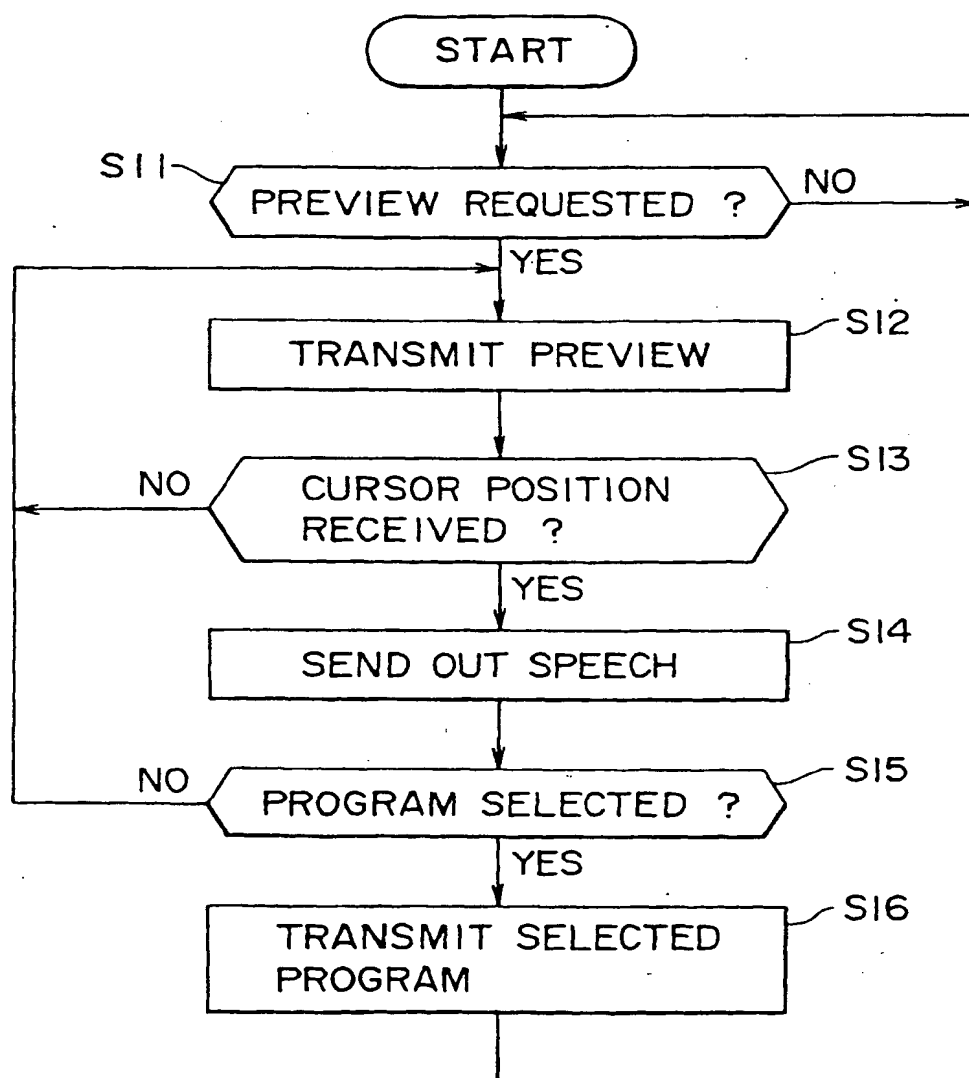 START
S11
PREVIEW REQUESTED ?
NO
YES
S12
TRANSMIT PREVIEW
S13
NO
CURSOR POSITION
RECEIVED ?
YES
S14
SEND OUT SPEECH
S15
NO
PROGRAM SELECTED ?
YES
S16
TRANSMIT SELECTED
PROGRAM